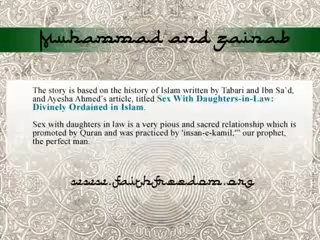 Muhammad and Zainab
The story is based on the history of Islam written by Tabari and Ibn Sa'd,
and Ayesha Ahmed's article, titled Sex With Daughters-in-Law:
Divinely Ordained in Islam.
Sex with daughters in law is a very pious and sacred relationship which is
promoted by Quran and was practiced by 'insan-e-kamil,'" our prophet,
the perfect man.
www.faithfreedom.org